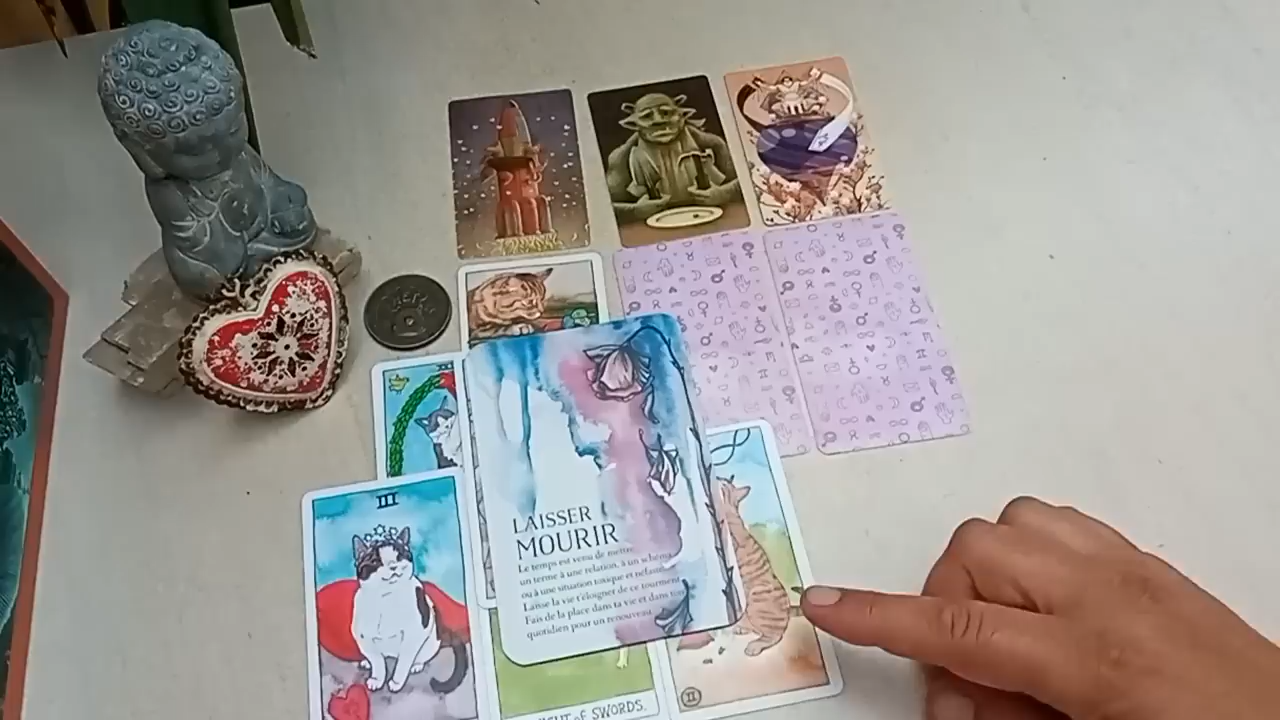 III
LAISSER
MOURIR
Le temps est venu de mettre
un terme à une relation, à un schéma
ou à une situation toxique et néfaste.
Laisse la vie t'éloigner de ce tourment
Fais de la place dans ta vie et dans ton
quotidien pour un renouveau.
II
OF SWORDS.